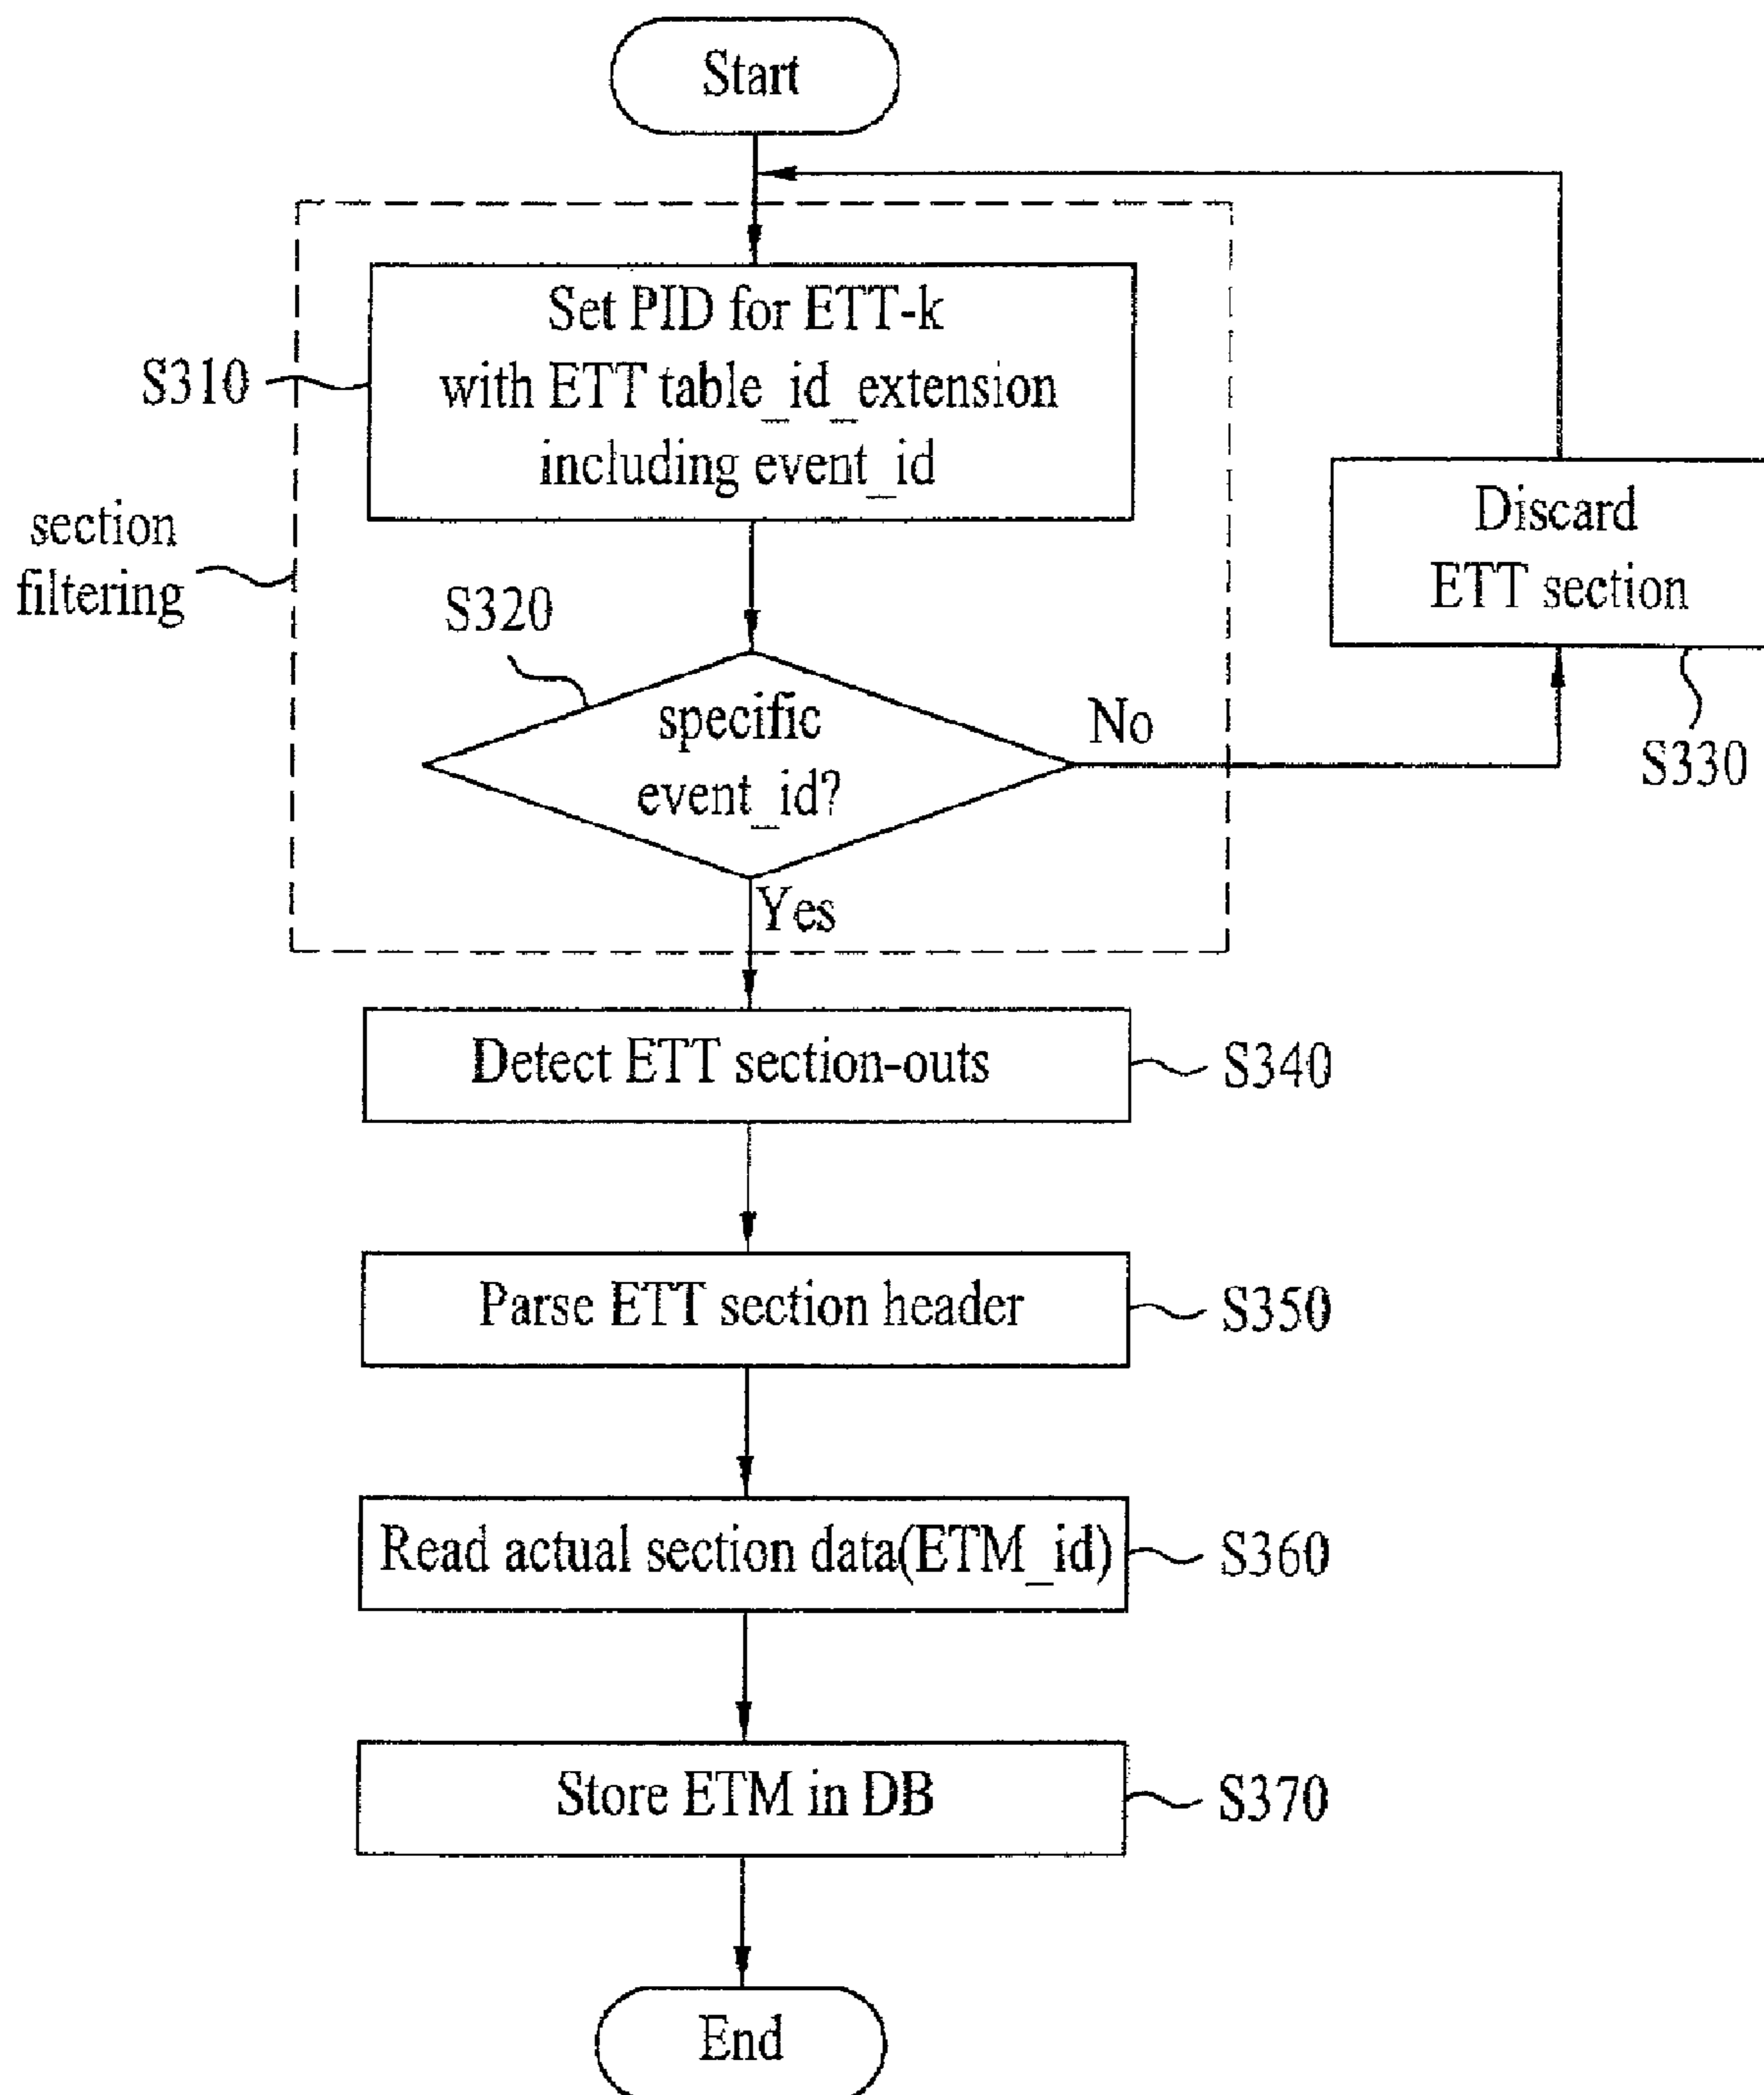 Start
Set PID for ETT-k
with ETT table_id_extension
including event_id
S310
section
filtering
Discard
ETT section
S330
S320
specific
event_id?
No
Yes
Detect ETT section-outs
S340
Parse ETT section header
S350
Read actual section data(ETM_id)
S360
Store ETM in DB
S370
End